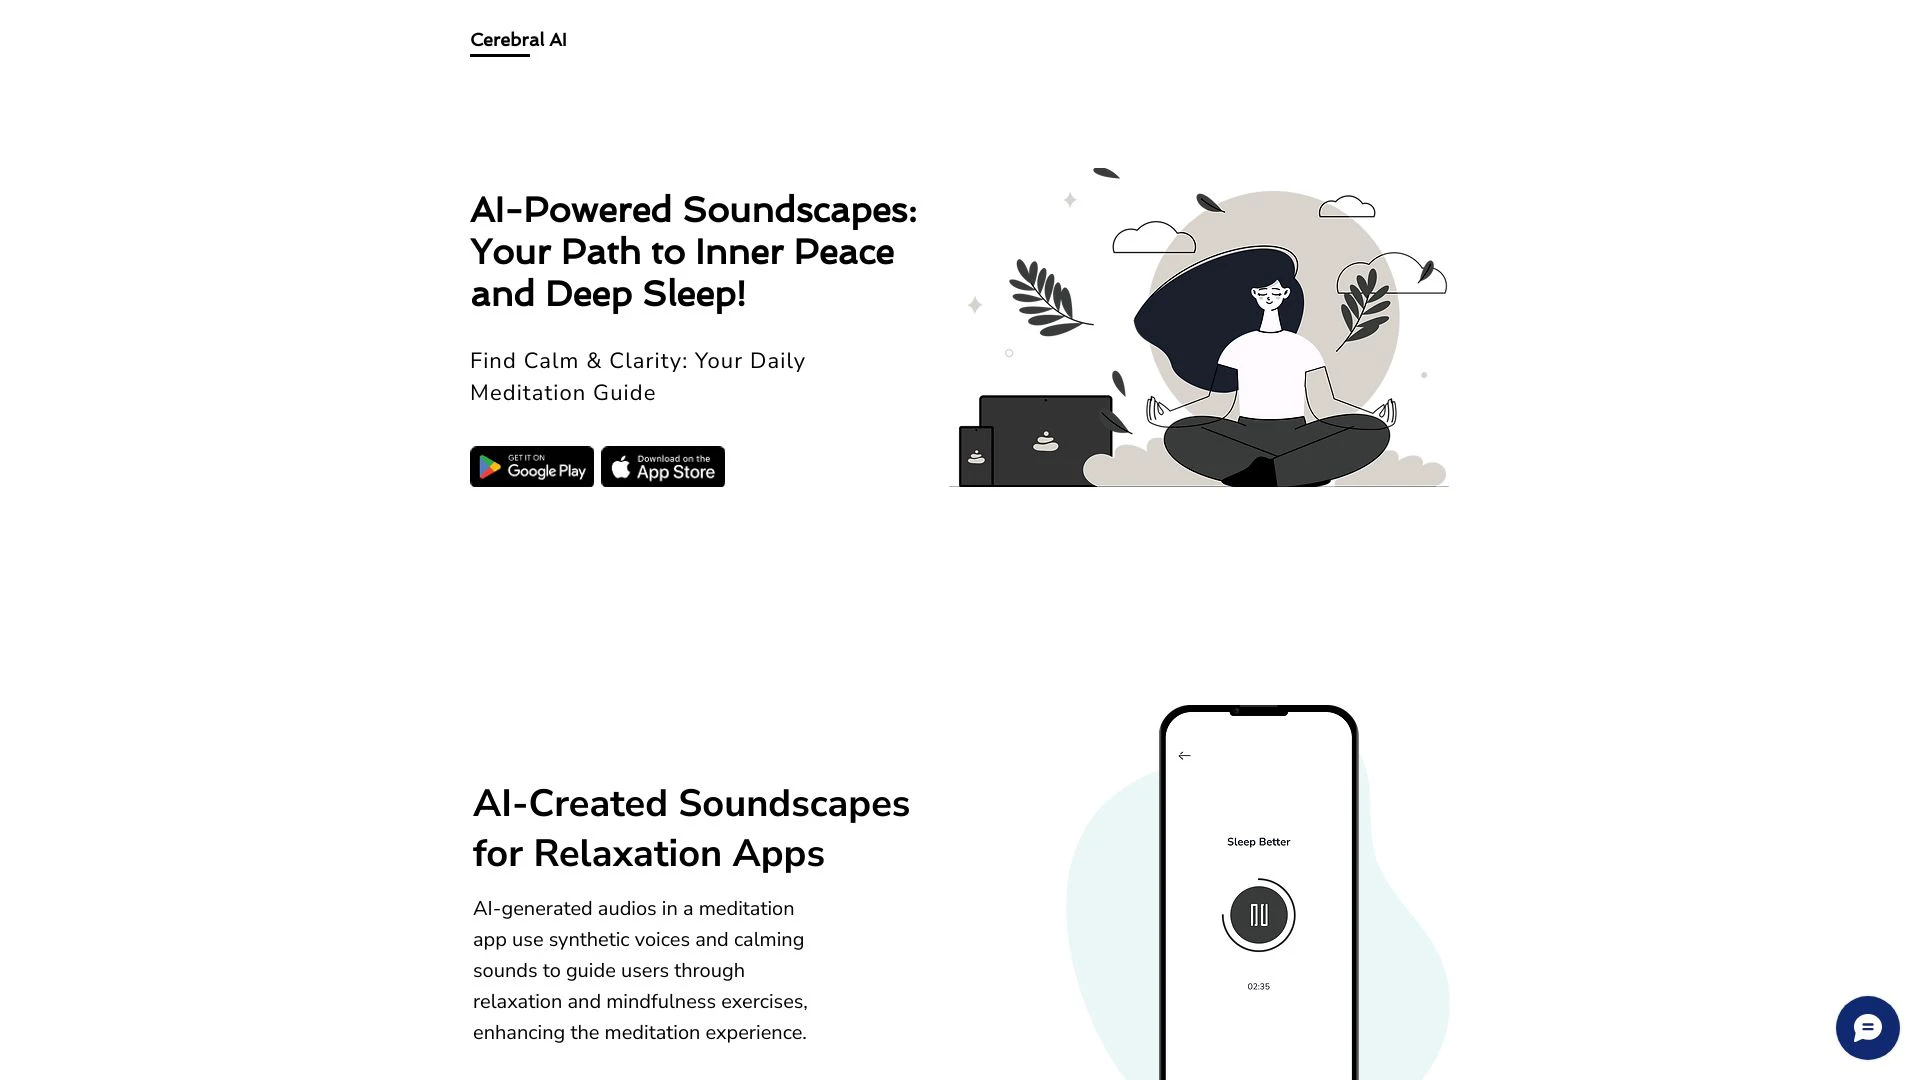 Cerebral AI
AI-Powered Soundscapes:
Your Path to Inner Peace
and Deep Sleep!
Find Calm & Clarity: Your Daily
Meditation Guide
GET IT ON
Google Play
Download on the
App Store
AI-Created Soundscapes
for Relaxation Apps
AI-generated audios in a meditation
app use synthetic voices and calming
sounds to guide users through
relaxation and mindfulness exercises,
enhancing the meditation experience.
Sleep Better
02:35